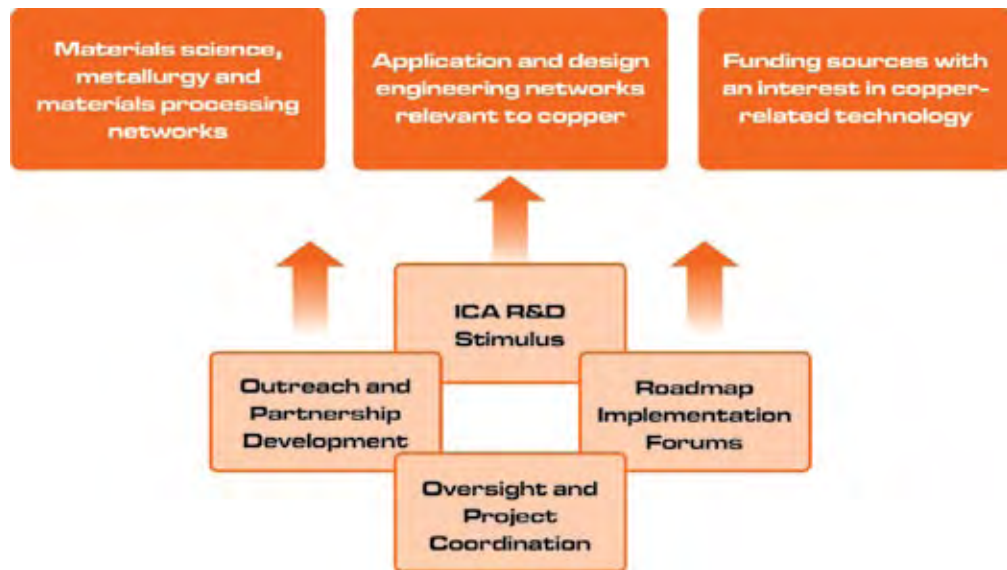 Materials science,
metallurgy and
materials processing
networks
Application and design
engineering networks
relevant to copper
Funding sources with
an interest in copper-
related technology
ICA R&D
Stimulus
Outreach and
Partnership
Development
Roadmap
Implementation
Forums
Oversight and
Project
Coordination